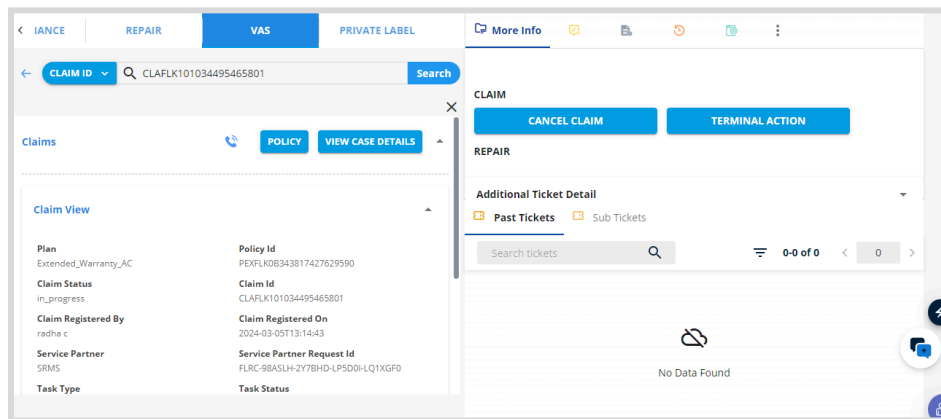 IANCE
REPAIR
VAS
PRIVATE LABEL
CLAIM ID
CLAFLK101034495465801
Search
Claims
POLICY
VIEW CASE DETAILS
Claim View
Plan
Policy Id
Extended_Warranty_AC
PEXFLK0B343817427629590
Claim Status
Claim Id
in_progress
CLAFLK101034495465801
Claim Registered By
Claim Registered On
radha c
2024-03-05T13:14:43
Service Partner
Service Partner Request Id
SRMS
FLRC-98ASLH-2Y7BHD-LP5D0I-LQ1XGF0
Task Type
Task Status
More Info
CLAIM
CANCEL CLAIM
TERMINAL ACTION
REPAIR
Additional Ticket Detail
Past Tickets
Sub Tickets
Search tickets
0-0 of 0
0
No Data Found